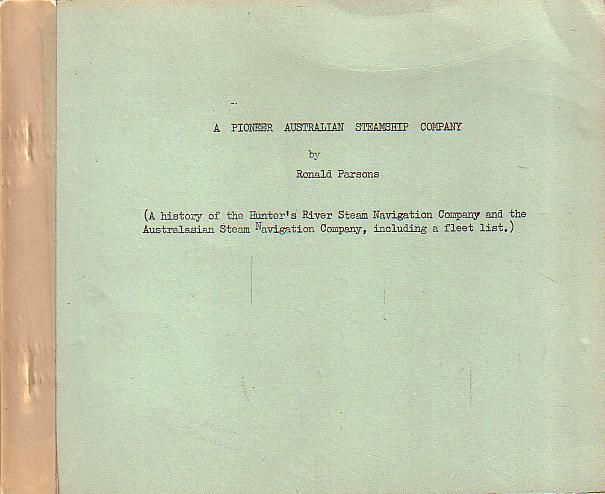 A PIONEER AUSTRALIAN STEAMSHIP COMPANY
by
Ronald Parsons
(A history of the Hunter's River Steam Navigation Company and the
Australasian Steam Navigation Company, including a fleet list.)